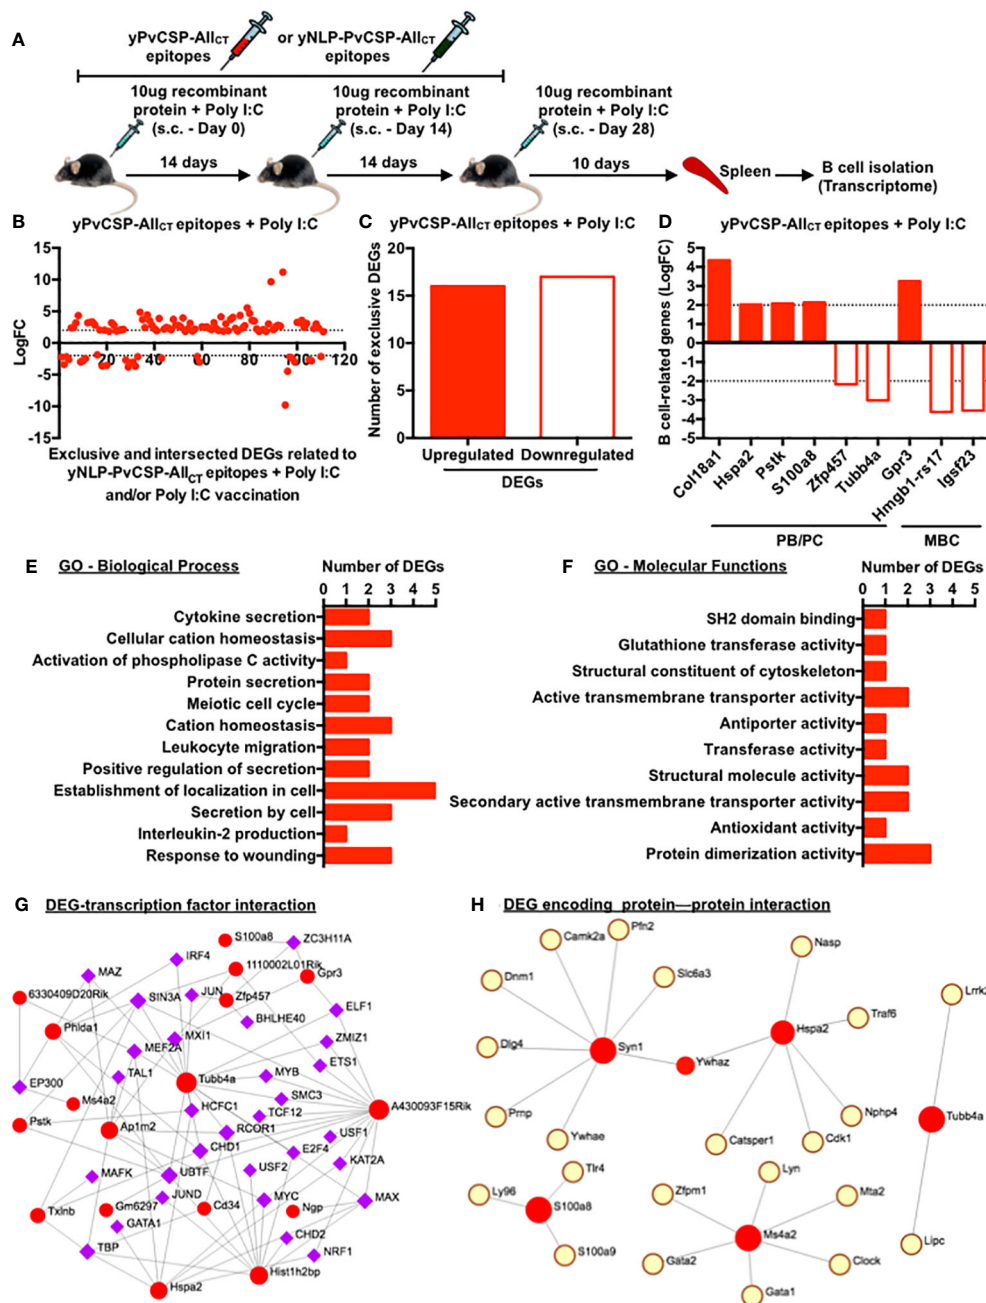 A
yPvCSP-AllCT epitopes
or yNLP-PvCSP-AllCT epitopes
10ug recombinant protein + Poly I:C (s.c. - Day 0)
10ug recombinant protein + Poly I:C (s.c. - Day 14)
10ug recombinant protein + Poly I:C (s.c. - Day 28)
14 days
14 days
10 days
Spleen
B cell isolation (Transcriptome)
B
yPvCSP-AllCT epitopes + Poly I:C
LogFC
15
10
5
0
-5
-10
-15
20
40
60
80
100
120
Exclusive and intersected DEGs related to
yNLP-PvCSP-AllCT epitopes + Poly I:C
and/or Poly I:C vaccination
C
yPvCSP-AllCT epitopes + Poly I:C
Number of exclusive DEGs
20
15
10
5
0
Upregulated
Downregulated
DEGs
D
yPvCSP-AllCT epitopes + Poly I:C
B cell-related genes (LogFC)
5
4
3
2
1
0
-1
-2
-3
-4
-5
Col18a1
Hspa2
Pstk
S100a8
Zfp457
Tubb4a
Gpr3
Hmgb1-rs17
Igsf23
PB/PC
MBC
E
GO - Biological Process
Number of DEGs
0 1 2 3 4 5
Cytokine secretion
Cellular cation homeostasis
Activation of phospholipase C activity
Protein secretion
Meiotic cell cycle
Cation homeostasis
Leukocyte migration
Positive regulation of secretion
Establishment of localization in cell
Secretion by cell
Interleukin-2 production
Response to wounding
F
GO - Molecular Functions
Number of DEGs
0 1 2 3 4 5
SH2 domain binding
Glutathione transferase activity
Structural constituent of cytoskeleton
Active transmembrane transporter activity
Antiporter activity
Transferase activity
Structural molecule activity
Secondary active transmembrane transporter activity
Antioxidant activity
Protein dimerization activity
G
DEG-transcription factor interaction
S100a8
ZC3H11A
IRF4
1110002L01Rik
MAZ
Gpr3
6330409D20Rik
SIN3A
JUN
Zfp457
ELF1
Phlda1
BHLHE40
MXI1
ZMIZ1
MEF2A
ETS1
TAL1
Tubb4a
MYB
EP300
SMC3
Ms4a2
HCFC1
TCF12
A430093F15Rik
Pstk
Ap1m2
RCOR1
USF1
CHD1
E2F4
KAT2A
MAFK
UBTF
USF2
JUND
MYC
MAX
Txlnb
Gm6297
Cd34
Ngp
GATA1
CHD2
TBP
NRF1
Hist1h2bp
Hspa2
H
DEG encoding protein—protein interaction
Pfn2
Camk2a
Nasp
Dnm1
Slc6a3
Lrrk2
Hspa2
Traf6
Dlg4
Syn1
Ywhaz
Prnp
Nphp4
Tubb4a
Ywhae
Catsper1
Cdk1
Tlr4
Lyn
Ly96
Zfpm1
Mta2
S100a8
Ms4a2
S100a9
Gata2
Clock
Lipc
Gata1